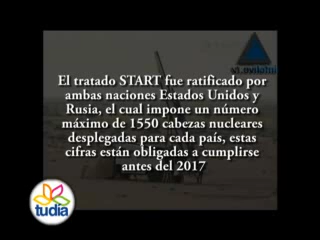 El tratado START fue ratificado por
ambas naciones Estados Unidos y
Rusia, el cual impone un número
máximo de 1550 cabezas nucleares
desplegadas para cada país, estas
cifras están obligadas a cumplirse
antes del 2017
tudia